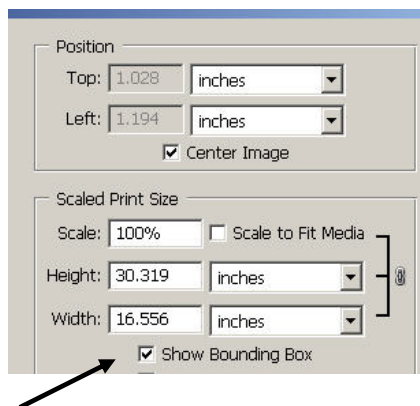 Position
Top: 1.028 inches
Left: 1.194 inches
Center Image
Scaled Print Size
Scale: 100% Scale to Fit Media
Height: 30.319 inches
Width: 16.556 inches
Show Bounding Box